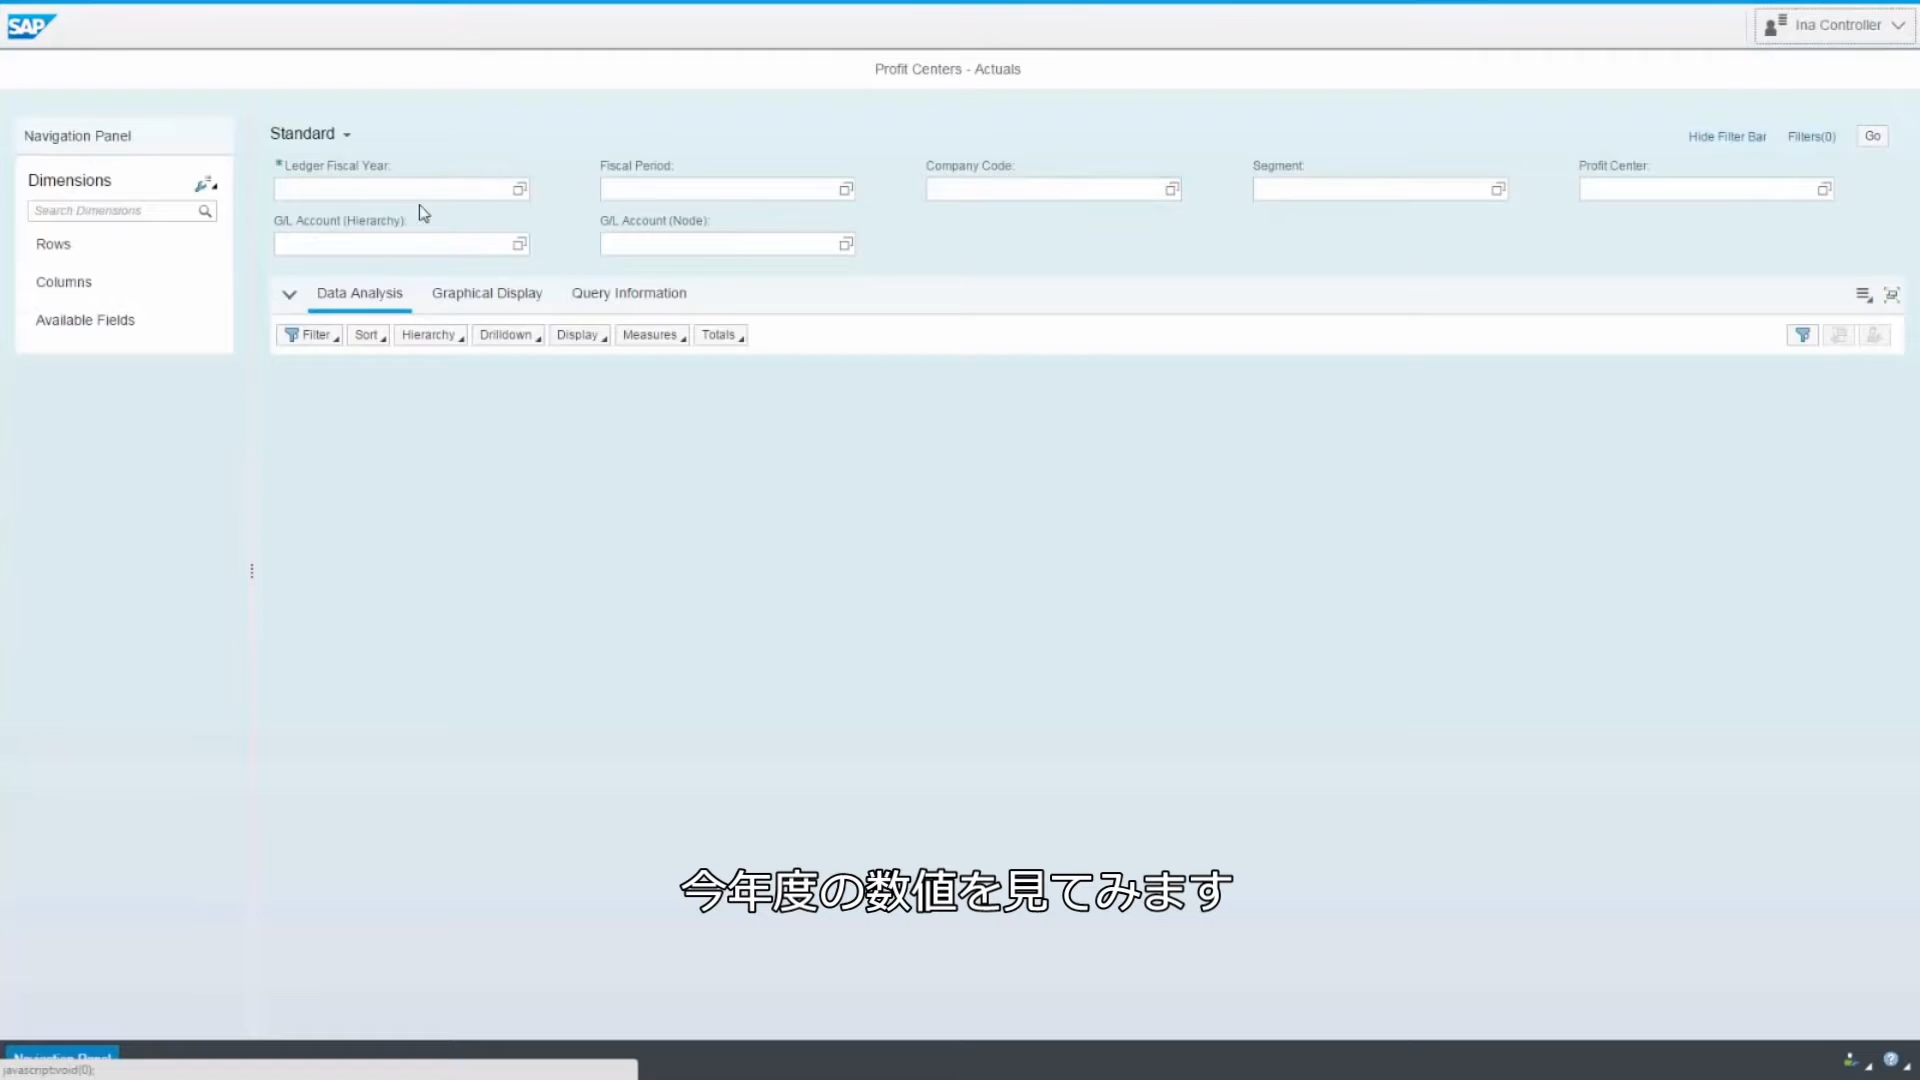 SAP
Ina Controller
Profit Centers - Actuals
Navigation Panel
Standard
Hide Filter Bar
Filters(0)
Go
*Ledger Fiscal Year:
Fiscal Period:
Company Code:
Segment:
Profit Center:
Dimensions
Search Dimensions
G/L Account (Hierarchy):
G/L Account (Node):
Rows
Columns
Available Fields
Data Analysis
Graphical Display
Query Information
Filter
Sort
Hierarchy
Drilldown
Display
Measures
Totals
今年度の数値を見てみます
Navigation Panel
javascript:void(0);